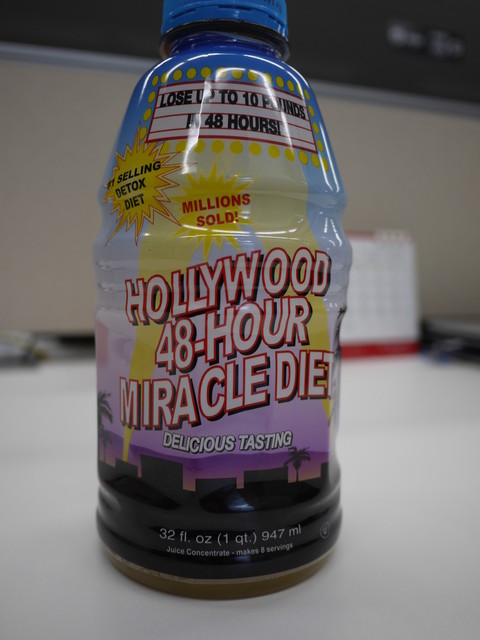 LOSE UP TO 10 POUNDS
IN 48 HOURS!
SELLING
DETOX
DIET
MILLIONS
SOLD!
HOLLYWOOD
48-HOUR
MIRACLE DIET
DELICIOUS TASTING
32 fl. oz (1 qt.) 947 ml
Juice Concentrate - makes 8 servings